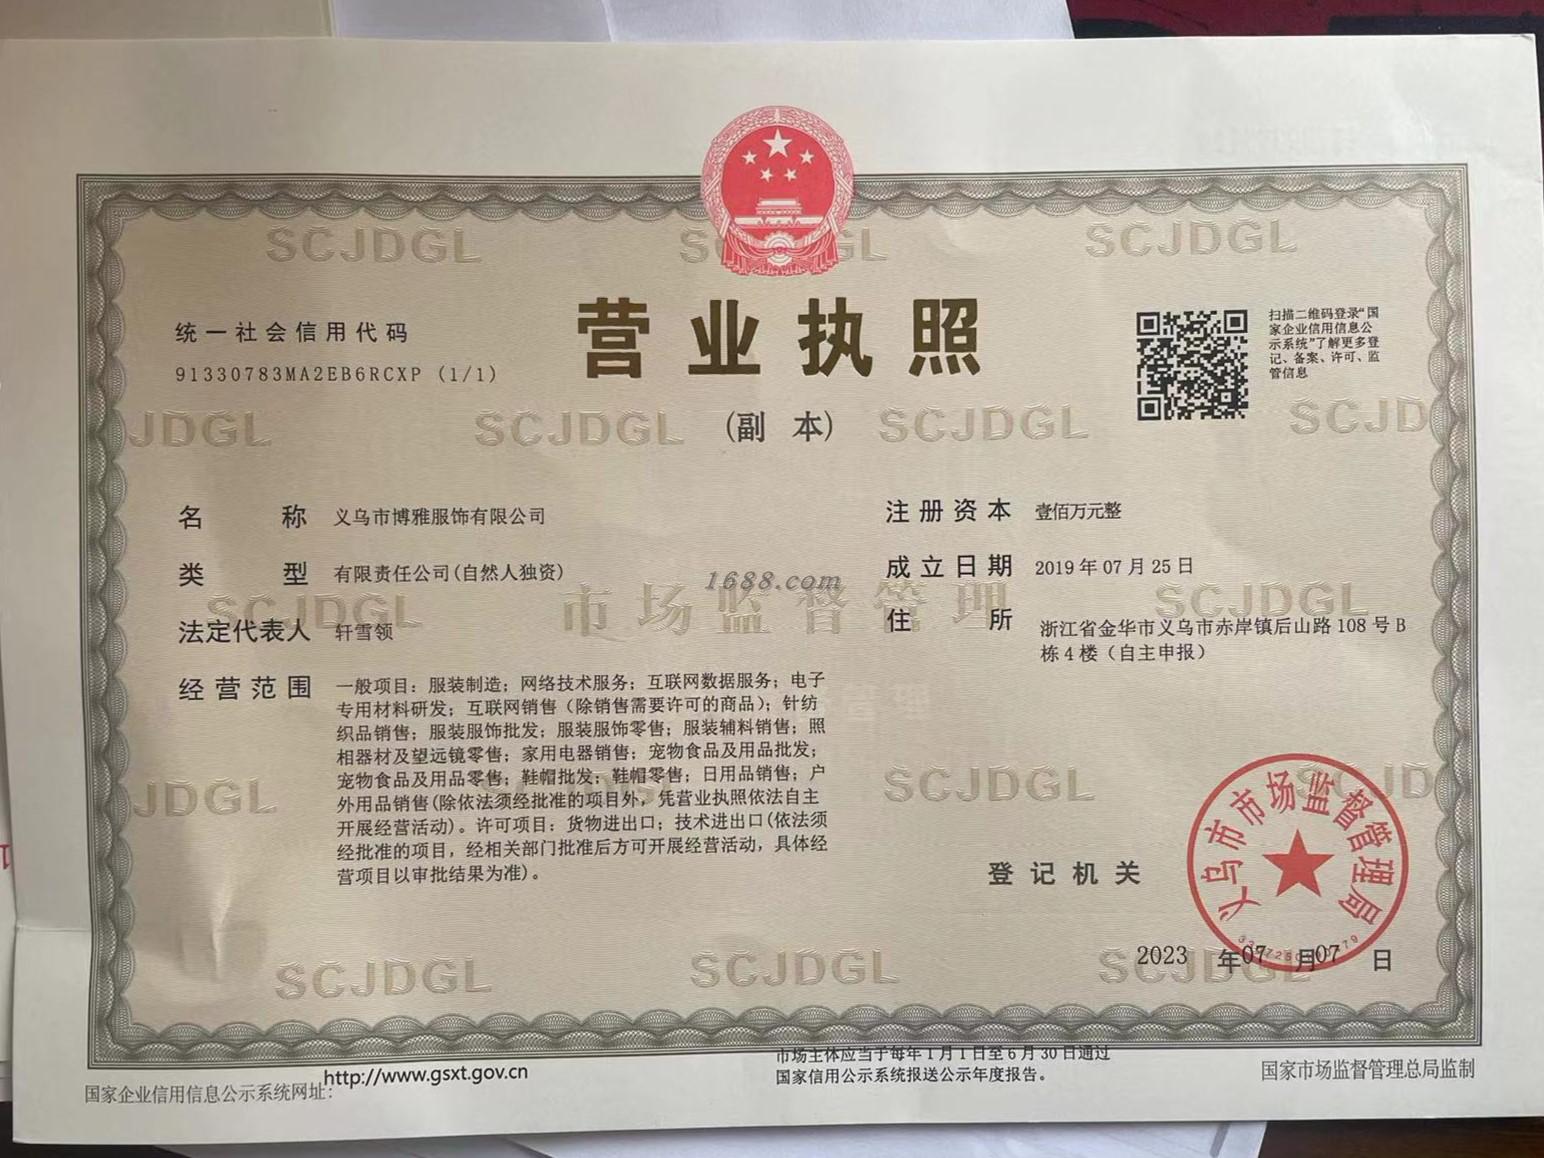 统一社会信用代码
91330783MA2EB6RCXP (1/1)
营业执照
(副 本)
扫描二维码登录“国
家企业信用信息公
示系统”了解更多登
记、备案、许可、监
管信息
名 称 义乌市博雅服饰有限公司
类 型 有限责任公司(自然人独资)
法定代表人 轩雪领
经营范围 一般项目：服装制造；网络技术服务；互联网数据服务；电子
专用材料研发；互联网销售（除销售需要许可的商品）；针纺
织品销售；服装服饰批发；服装服饰零售；服装辅料销售；照
相器材及望远镜零售；家用电器销售；宠物食品及用品批发；
宠物食品及用品零售；鞋帽批发；鞋帽零售；日用品销售；户
外用品销售(除依法须经批准的项目外，凭营业执照依法自主
开展经营活动)。许可项目：货物进出口；技术进出口(依法须
经批准的项目，经相关部门批准后方可开展经营活动，具体经
营项目以审批结果为准)。
注册资本 壹佰万元整
成立日期 2019年07月25日
住 所 浙江省金华市义乌市赤岸镇后山路108号B
栋4楼（自主申报）
1688.com
市场监督管理
SCJDGL SCJDGL SCJDGL
JDGL SCJDGL SCJDGL SCJD
SCJDGL SCJDGL
JDGL SCJDGL SCJDGL SCJD
SCJDGL SCJDGL SCJDGL
登记机关
义乌市市场监督管理局
2023 年07月07日
国家企业信用信息公示系统网址：http://www.gsxt.gov.cn
市场主体应当于每年1月1日至6月30日通过
国家信用公示系统报送公示年度报告。
国家市场监督管理总局监制